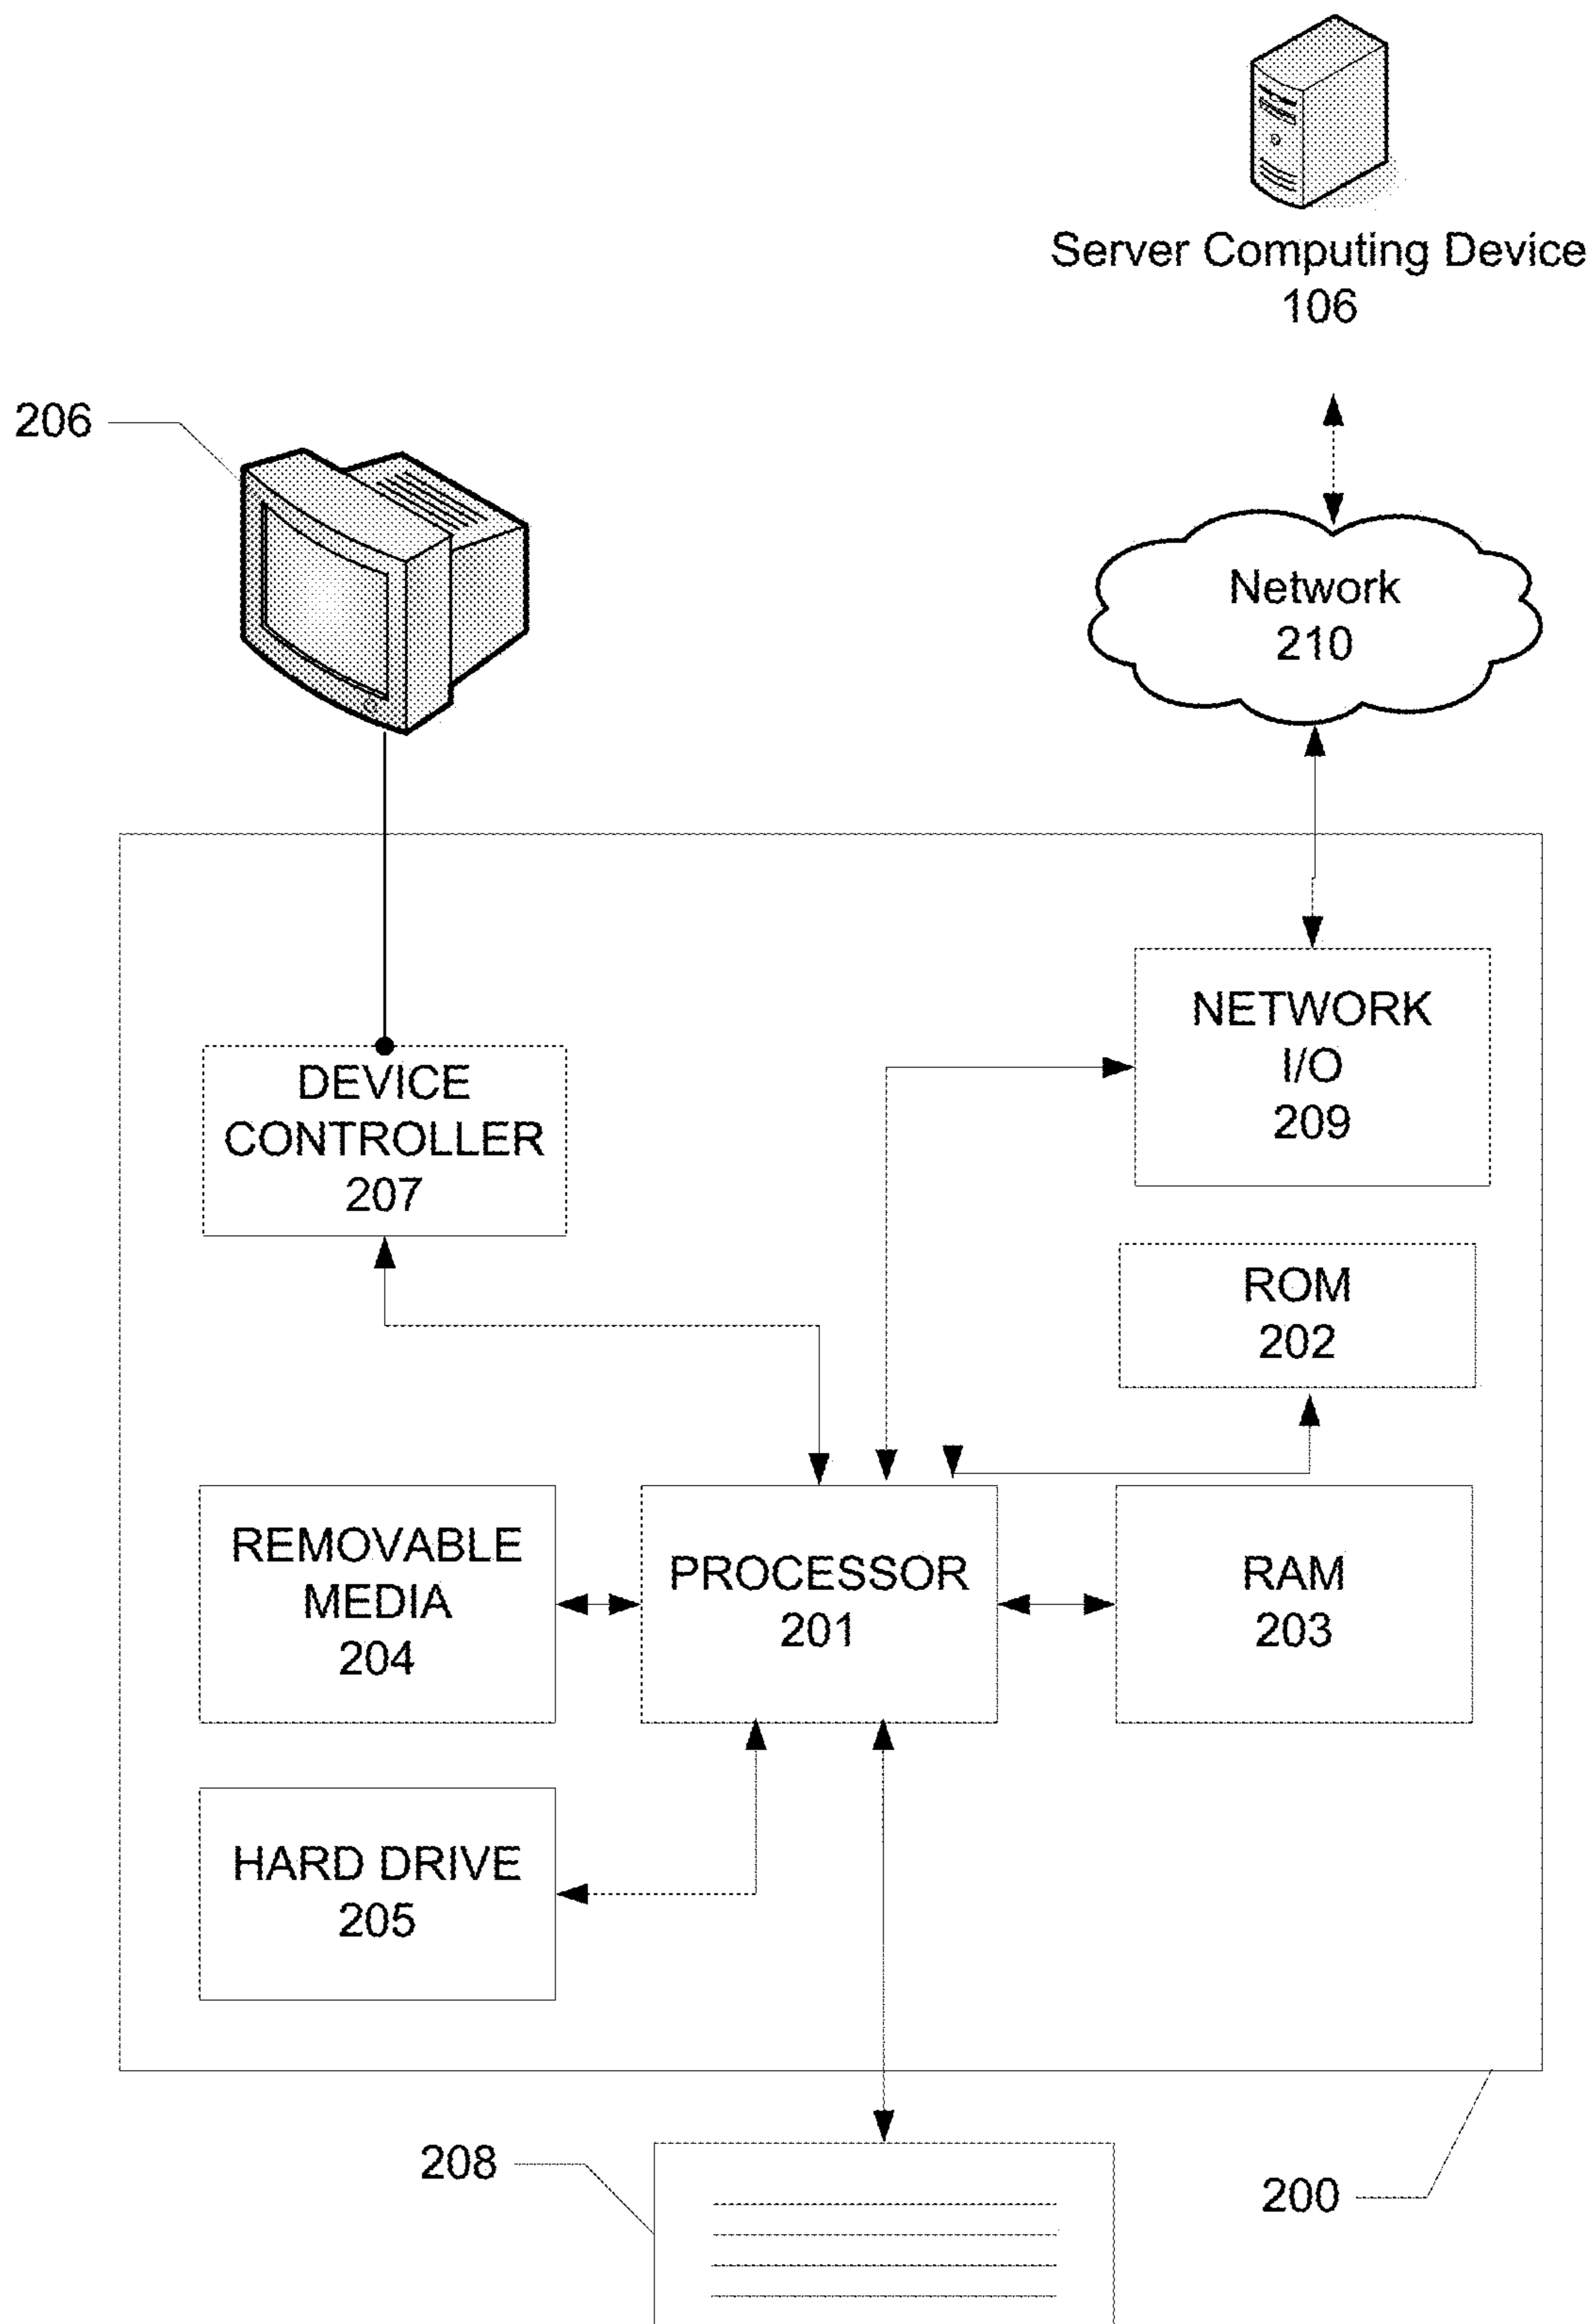 Server Computing Device
106
206
Network
210
NETWORK
I/O
209
DEVICE
CONTROLLER
207
ROM
202
REMOVABLE
MEDIA
204
PROCESSOR
201
RAM
203
HARD DRIVE
205
208
200